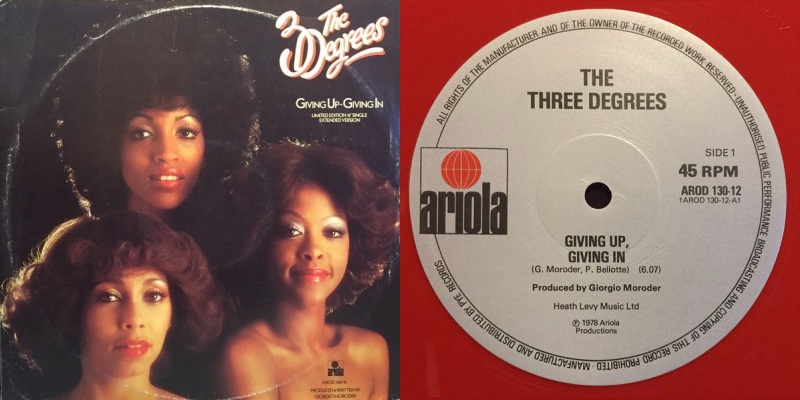 The
3 Degrees
GIVING UP-GIVING IN
LIMITED EDITION 12" SINGLE
EXTENDED VERSION
ariola
PRODUCED & WRITTEN BY
GIORGIO MORODER
ALL RIGHTS OF THE MANUFACTURER AND OF THE OWNER OF THE RECORDED WORK RESERVED · UNAUTHORISED PUBLIC PERFORMANCE BROADCASTING AND COPYING OF THIS RECORD PROHIBITED · MANUFACTURED AND DISTRIBUTED BY PYE RECORDS
THE
THREE DEGREES
SIDE 1
45 RPM
AROD 130-12
†AROD 130-12-A†
ariola
GIVING UP,
GIVING IN
(G. Moroder, P. Bellotte) (6.07)
Produced by Giorgio Moroder
Heath Levy Music Ltd
℗ 1978 Ariola
Productions